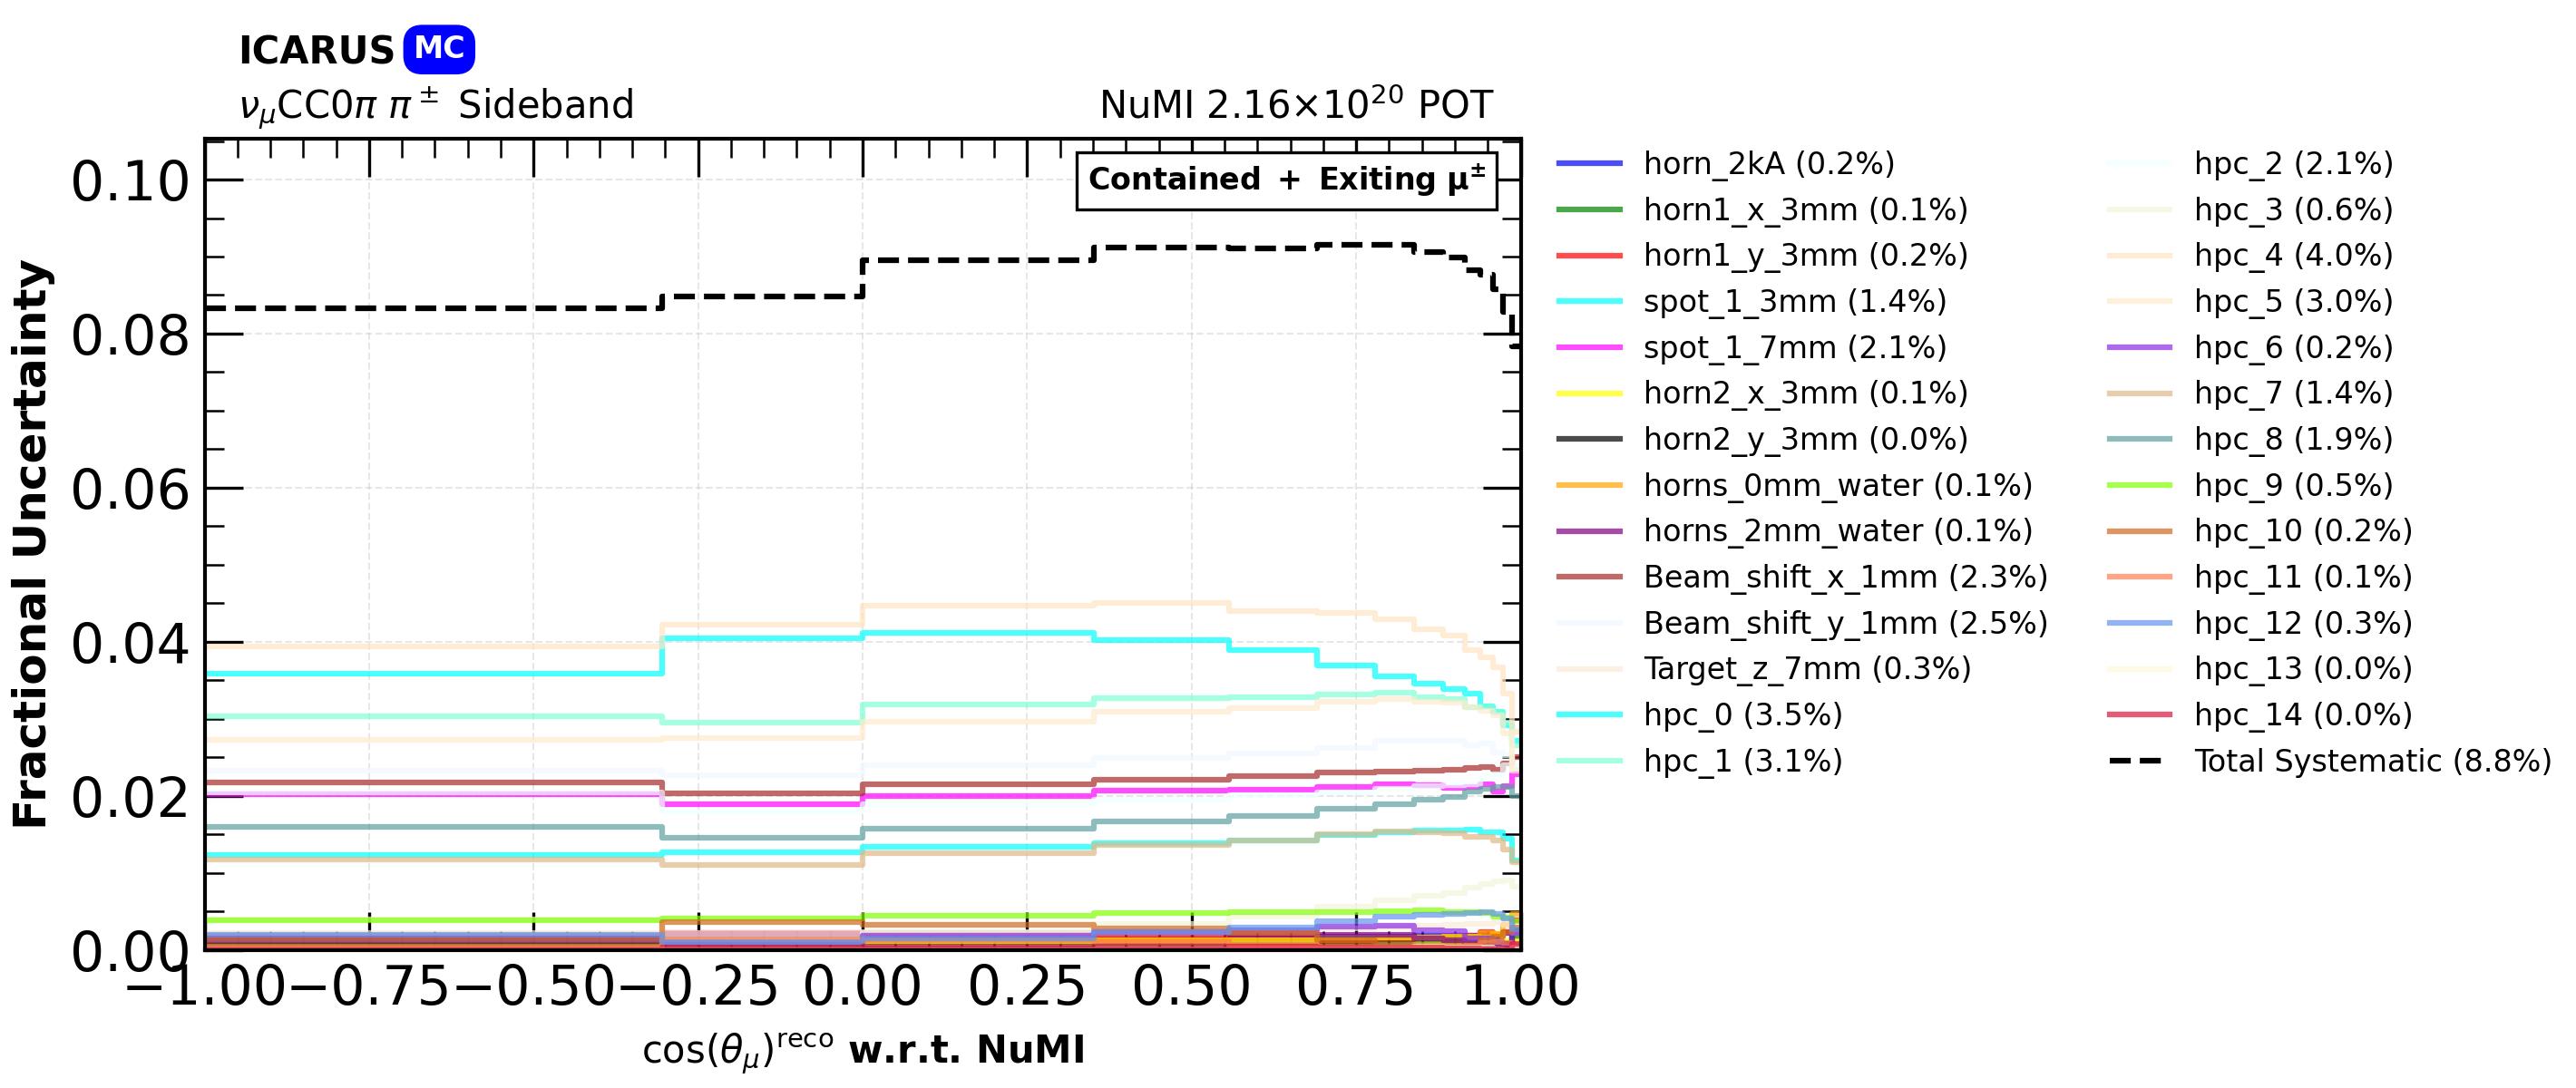 ICARUS MC
νμCC0π π± Sideband
NuMI 2.16×10²⁰ POT
Contained + Exiting μ±
Fractional Uncertainty
0.10
0.08
0.06
0.04
0.02
0.00
−1.00 −0.75 −0.50 −0.25 0.00 0.25 0.50 0.75 1.00
cos(θμ)reco w.r.t. NuMI
horn_2kA (0.2%)
horn1_x_3mm (0.1%)
horn1_y_3mm (0.2%)
spot_1_3mm (1.4%)
spot_1_7mm (2.1%)
horn2_x_3mm (0.1%)
horn2_y_3mm (0.0%)
horns_0mm_water (0.1%)
horns_2mm_water (0.1%)
Beam_shift_x_1mm (2.3%)
Beam_shift_y_1mm (2.5%)
Target_z_7mm (0.3%)
hpc_0 (3.5%)
hpc_1 (3.1%)
hpc_2 (2.1%)
hpc_3 (0.6%)
hpc_4 (4.0%)
hpc_5 (3.0%)
hpc_6 (0.2%)
hpc_7 (1.4%)
hpc_8 (1.9%)
hpc_9 (0.5%)
hpc_10 (0.2%)
hpc_11 (0.1%)
hpc_12 (0.3%)
hpc_13 (0.0%)
hpc_14 (0.0%)
Total Systematic (8.8%)